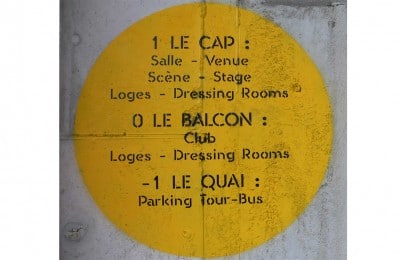 1 LE CAP :
Salle - Venue
Scène - Stage
Loges - Dressing Rooms
0 LE BALCON :
Club
Loges - Dressing Rooms
-1 LE QUAI :
Parking Tour-Bus